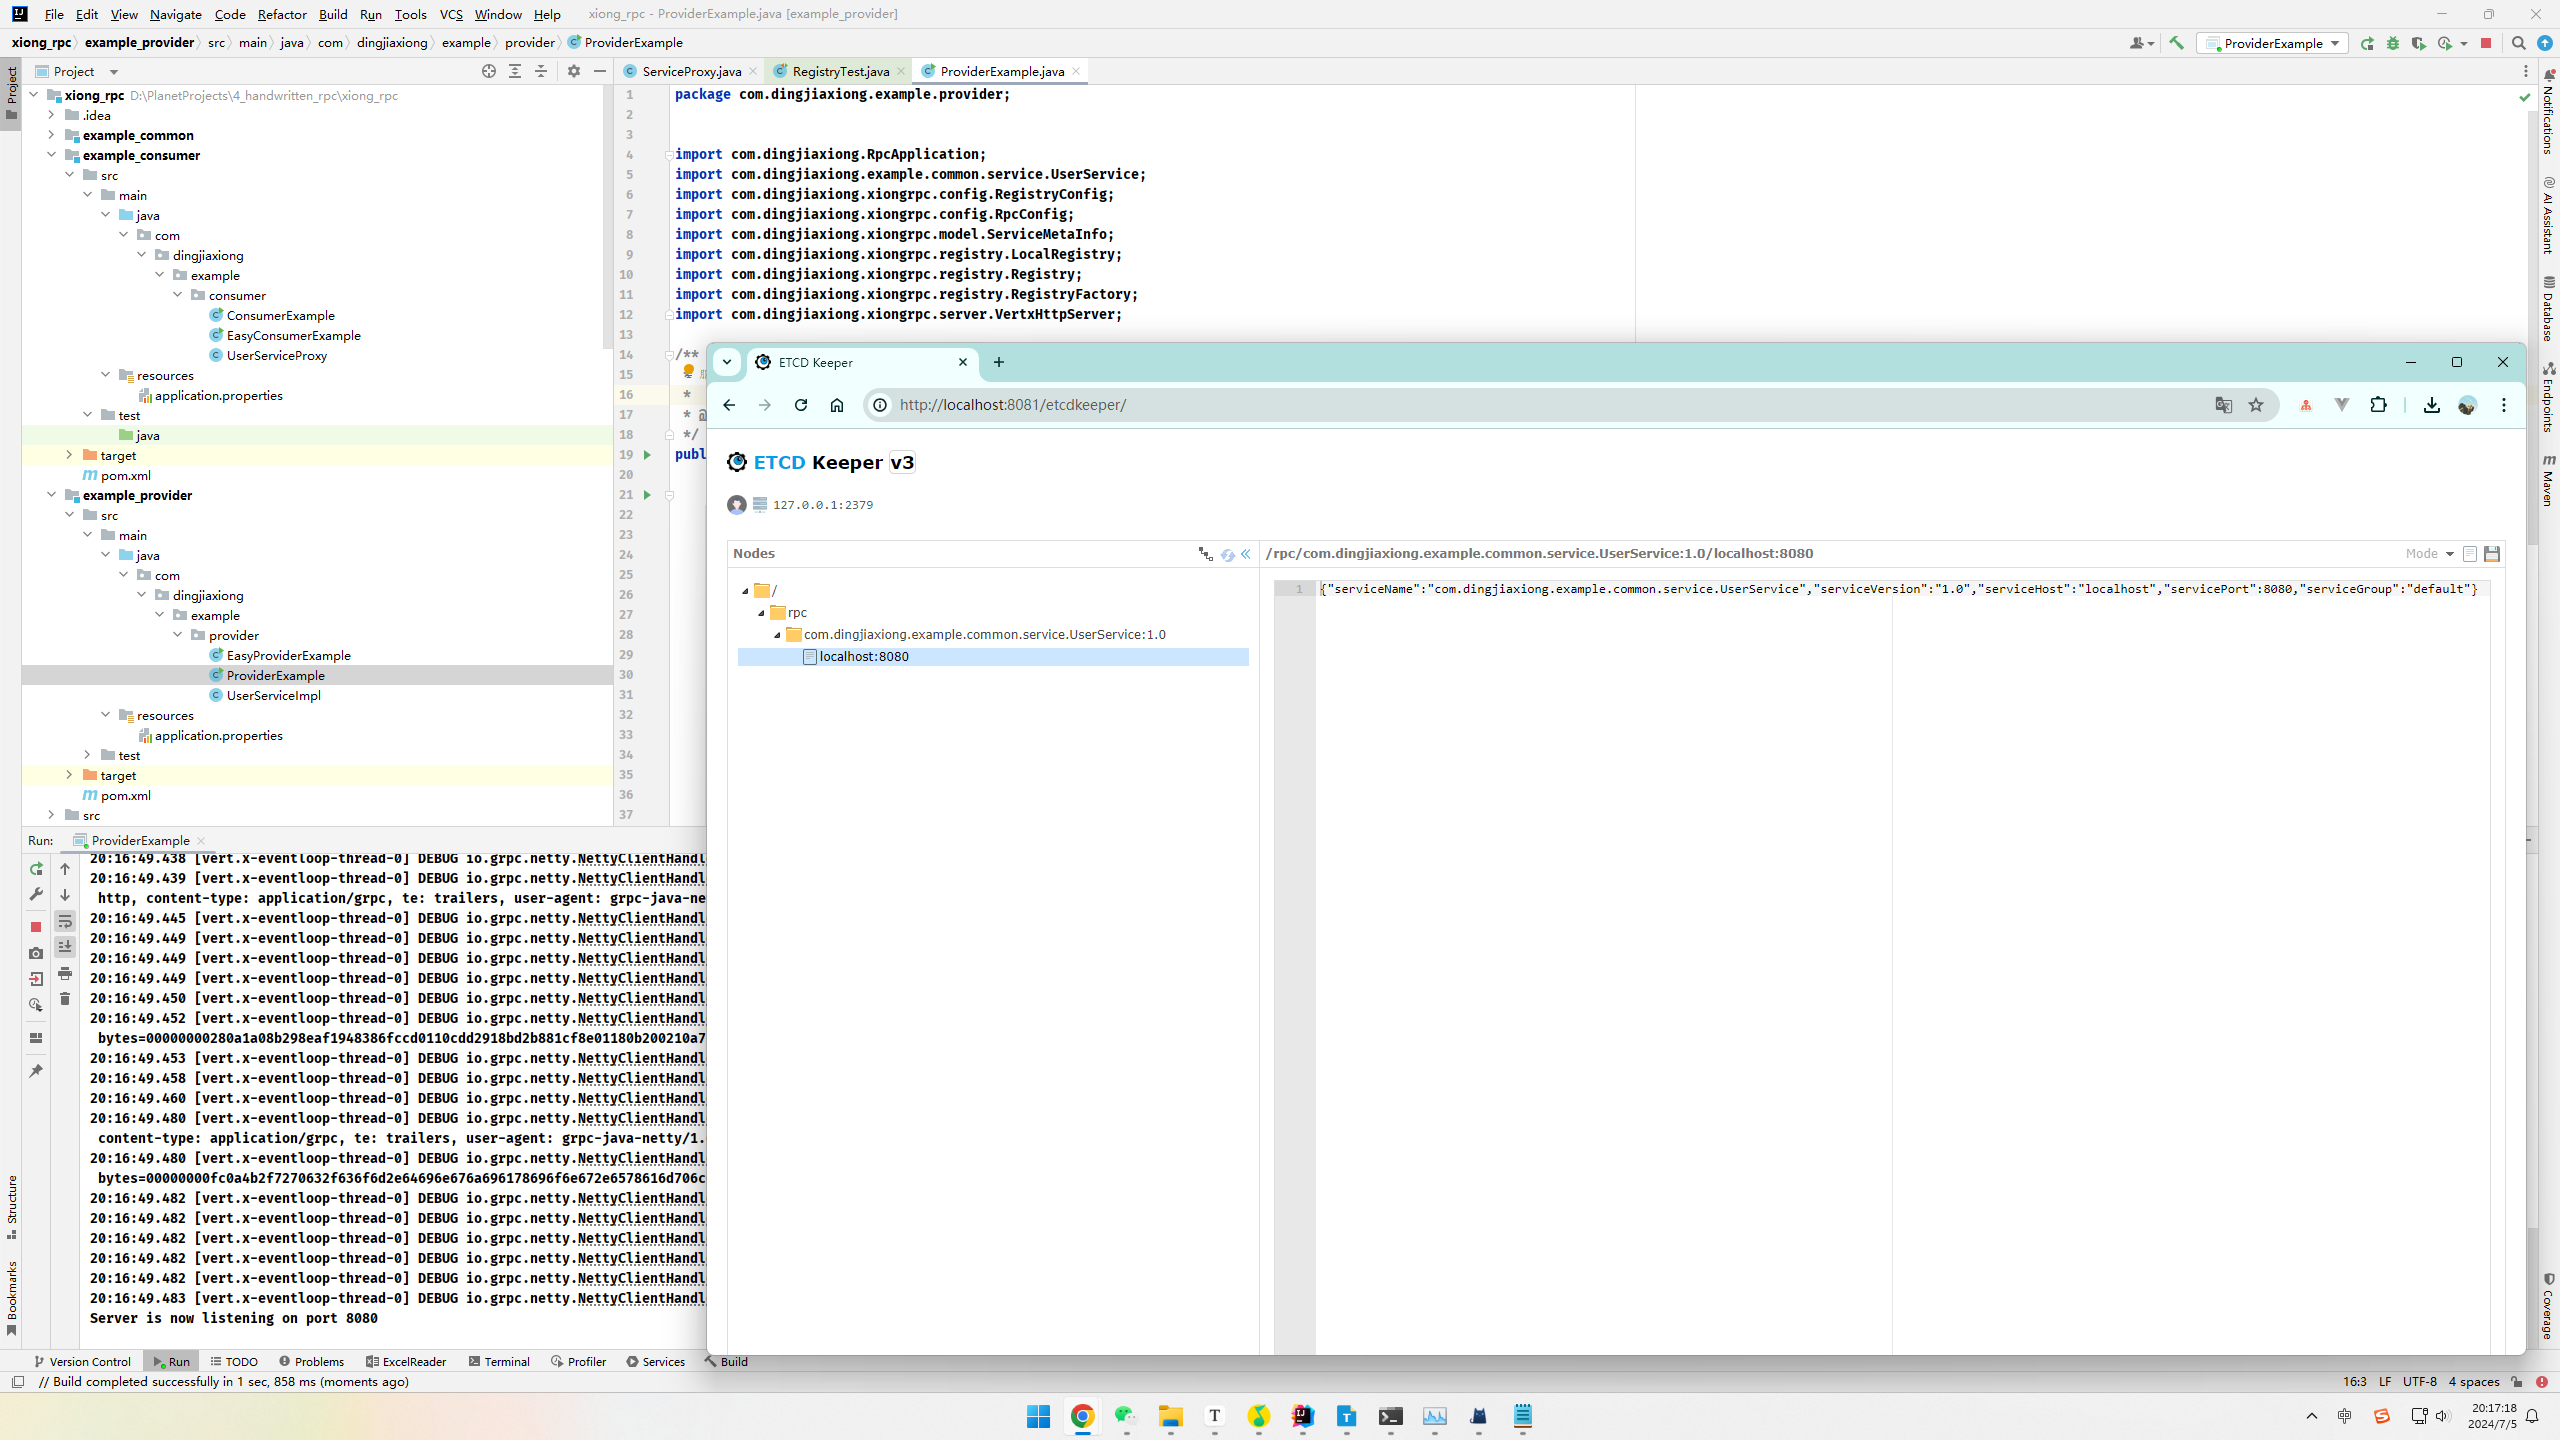 File Edit View Navigate Code Refactor Build Run Tools VCS Window Help xiong_rpc - ProviderExample.java [example_provider]
xiong_rpc example_provider src main java com dingjiaxiong example provider ProviderExample
ProviderExample
Project
Project
ServiceProxy.java
RegistryTest.java
ProviderExample.java
xiong_rpc D:\PlanetProjects\4_handwritten_rpc\xiong_rpc
.idea
example_common
example_consumer
src
main
java
com
dingjiaxiong
example
consumer
ConsumerExample
EasyConsumerExample
UserServiceProxy
resources
application.properties
test
java
target
pom.xml
example_provider
src
main
java
com
dingjiaxiong
example
provider
EasyProviderExample
ProviderExample
UserServiceImpl
resources
application.properties
test
target
pom.xml
src
1 package com.dingjiaxiong.example.provider;
2
3
4 import com.dingjiaxiong.RpcApplication;
5 import com.dingjiaxiong.example.common.service.UserService;
6 import com.dingjiaxiong.xiongrpc.config.RegistryConfig;
7 import com.dingjiaxiong.xiongrpc.config.RpcConfig;
8 import com.dingjiaxiong.xiongrpc.model.ServiceMetaInfo;
9 import com.dingjiaxiong.xiongrpc.registry.LocalRegistry;
10 import com.dingjiaxiong.xiongrpc.registry.Registry;
11 import com.dingjiaxiong.xiongrpc.registry.RegistryFactory;
12 import com.dingjiaxiong.xiongrpc.server.VertxHttpServer;
13
14 /**
15
16 *
17 * @
18 */
19 publ
20
21
22
23
24
25
26
27
28
29
30
31
32
33
34
35
36
37
Notifications
AI Assistant
Database
Endpoints
Maven
Coverage
ETCD Keeper
http://localhost:8081/etcdkeeper/
ETCD Keeper v3
127.0.0.1:2379
Nodes
/
rpc
com.dingjiaxiong.example.common.service.UserService:1.0
localhost:8080
/rpc/com.dingjiaxiong.example.common.service.UserService:1.0/localhost:8080
Mode
1 {"serviceName":"com.dingjiaxiong.example.common.service.UserService","serviceVersion":"1.0","serviceHost":"localhost","servicePort":8080,"serviceGroup":"default"}
Run: ProviderExample
20:16:49.438 [vert.x-eventloop-thread-0] DEBUG io.grpc.netty.NettyClientHandl
20:16:49.439 [vert.x-eventloop-thread-0] DEBUG io.grpc.netty.NettyClientHandl
http, content-type: application/grpc, te: trailers, user-agent: grpc-java-ne
20:16:49.445 [vert.x-eventloop-thread-0] DEBUG io.grpc.netty.NettyClientHandl
20:16:49.449 [vert.x-eventloop-thread-0] DEBUG io.grpc.netty.NettyClientHandl
20:16:49.449 [vert.x-eventloop-thread-0] DEBUG io.grpc.netty.NettyClientHandl
20:16:49.449 [vert.x-eventloop-thread-0] DEBUG io.grpc.netty.NettyClientHandl
20:16:49.450 [vert.x-eventloop-thread-0] DEBUG io.grpc.netty.NettyClientHandl
20:16:49.452 [vert.x-eventloop-thread-0] DEBUG io.grpc.netty.NettyClientHandl
bytes=00000000280a1a08b298eaf1948386fccd0110cdd2918bd2b881cf8e01180b200210a7
20:16:49.453 [vert.x-eventloop-thread-0] DEBUG io.grpc.netty.NettyClientHandl
20:16:49.458 [vert.x-eventloop-thread-0] DEBUG io.grpc.netty.NettyClientHandl
20:16:49.460 [vert.x-eventloop-thread-0] DEBUG io.grpc.netty.NettyClientHandl
20:16:49.480 [vert.x-eventloop-thread-0] DEBUG io.grpc.netty.NettyClientHandl
content-type: application/grpc, te: trailers, user-agent: grpc-java-netty/1.
20:16:49.480 [vert.x-eventloop-thread-0] DEBUG io.grpc.netty.NettyClientHandl
bytes=00000000fc0a4b2f7270632f636f6d2e64696e676a696178696f6e672e6578616d706c
20:16:49.482 [vert.x-eventloop-thread-0] DEBUG io.grpc.netty.NettyClientHandl
20:16:49.482 [vert.x-eventloop-thread-0] DEBUG io.grpc.netty.NettyClientHandl
20:16:49.482 [vert.x-eventloop-thread-0] DEBUG io.grpc.netty.NettyClientHandl
20:16:49.482 [vert.x-eventloop-thread-0] DEBUG io.grpc.netty.NettyClientHandl
20:16:49.482 [vert.x-eventloop-thread-0] DEBUG io.grpc.netty.NettyClientHandl
20:16:49.483 [vert.x-eventloop-thread-0] DEBUG io.grpc.netty.NettyClientHandl
Server is now listening on port 8080
Structure
Bookmarks
Version Control Run TODO Problems ExcelReader Terminal Profiler Services Build
// Build completed successfully in 1 sec, 858 ms (moments ago)
16:3 LF UTF-8 4 spaces
中
20:17:18
2024/7/5